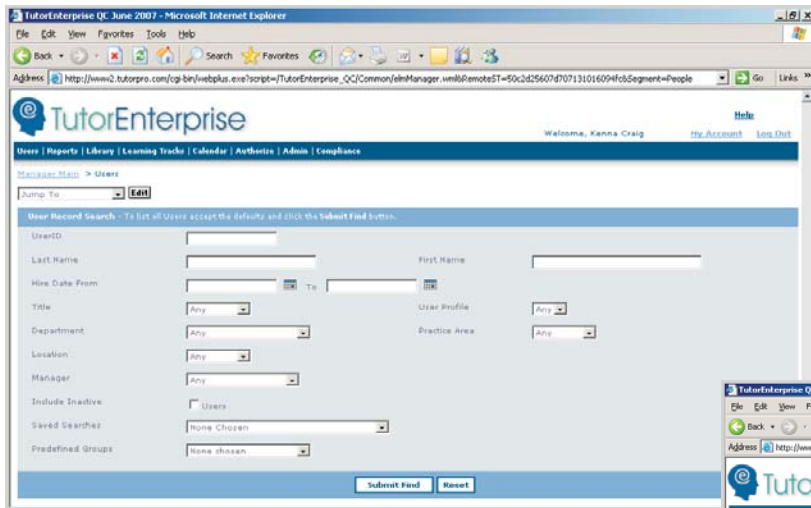 TutorEnterprise QC June 2007 - Microsoft Internet Explorer
File Edit View Favorites Tools Help
Back Search Favorites
Address http://www2.tutorpro.com/cgi-bin/webplus.exe?script=/TutorEnterprise_QC/Common/elmManager.wml&RemoteST=50c2d25607d707131016094fc&Segment=People Go Links »
TutorEnterprise
Help
Welcome, Kenna Craig My Account Log Out
Users | Reports | Library | Learning Tracks | Calendar | Authorize | Admin | Compliance
Manager Main > Users
Jump To Edit
User Record Search - To list all Users accept the defaults and click the Submit Find button.
UserID
Last Name First Name
Hire Date From To
Title Any User Profile Any
Department Any Practice Area Any
Location Any
Manager Any
Include Inactive Users
Saved Searches None Chosen
Predefined Groups None chosen
Submit Find Reset
TutorEnterprise Q
File Edit View F
Back
Address http://ww
Tuto